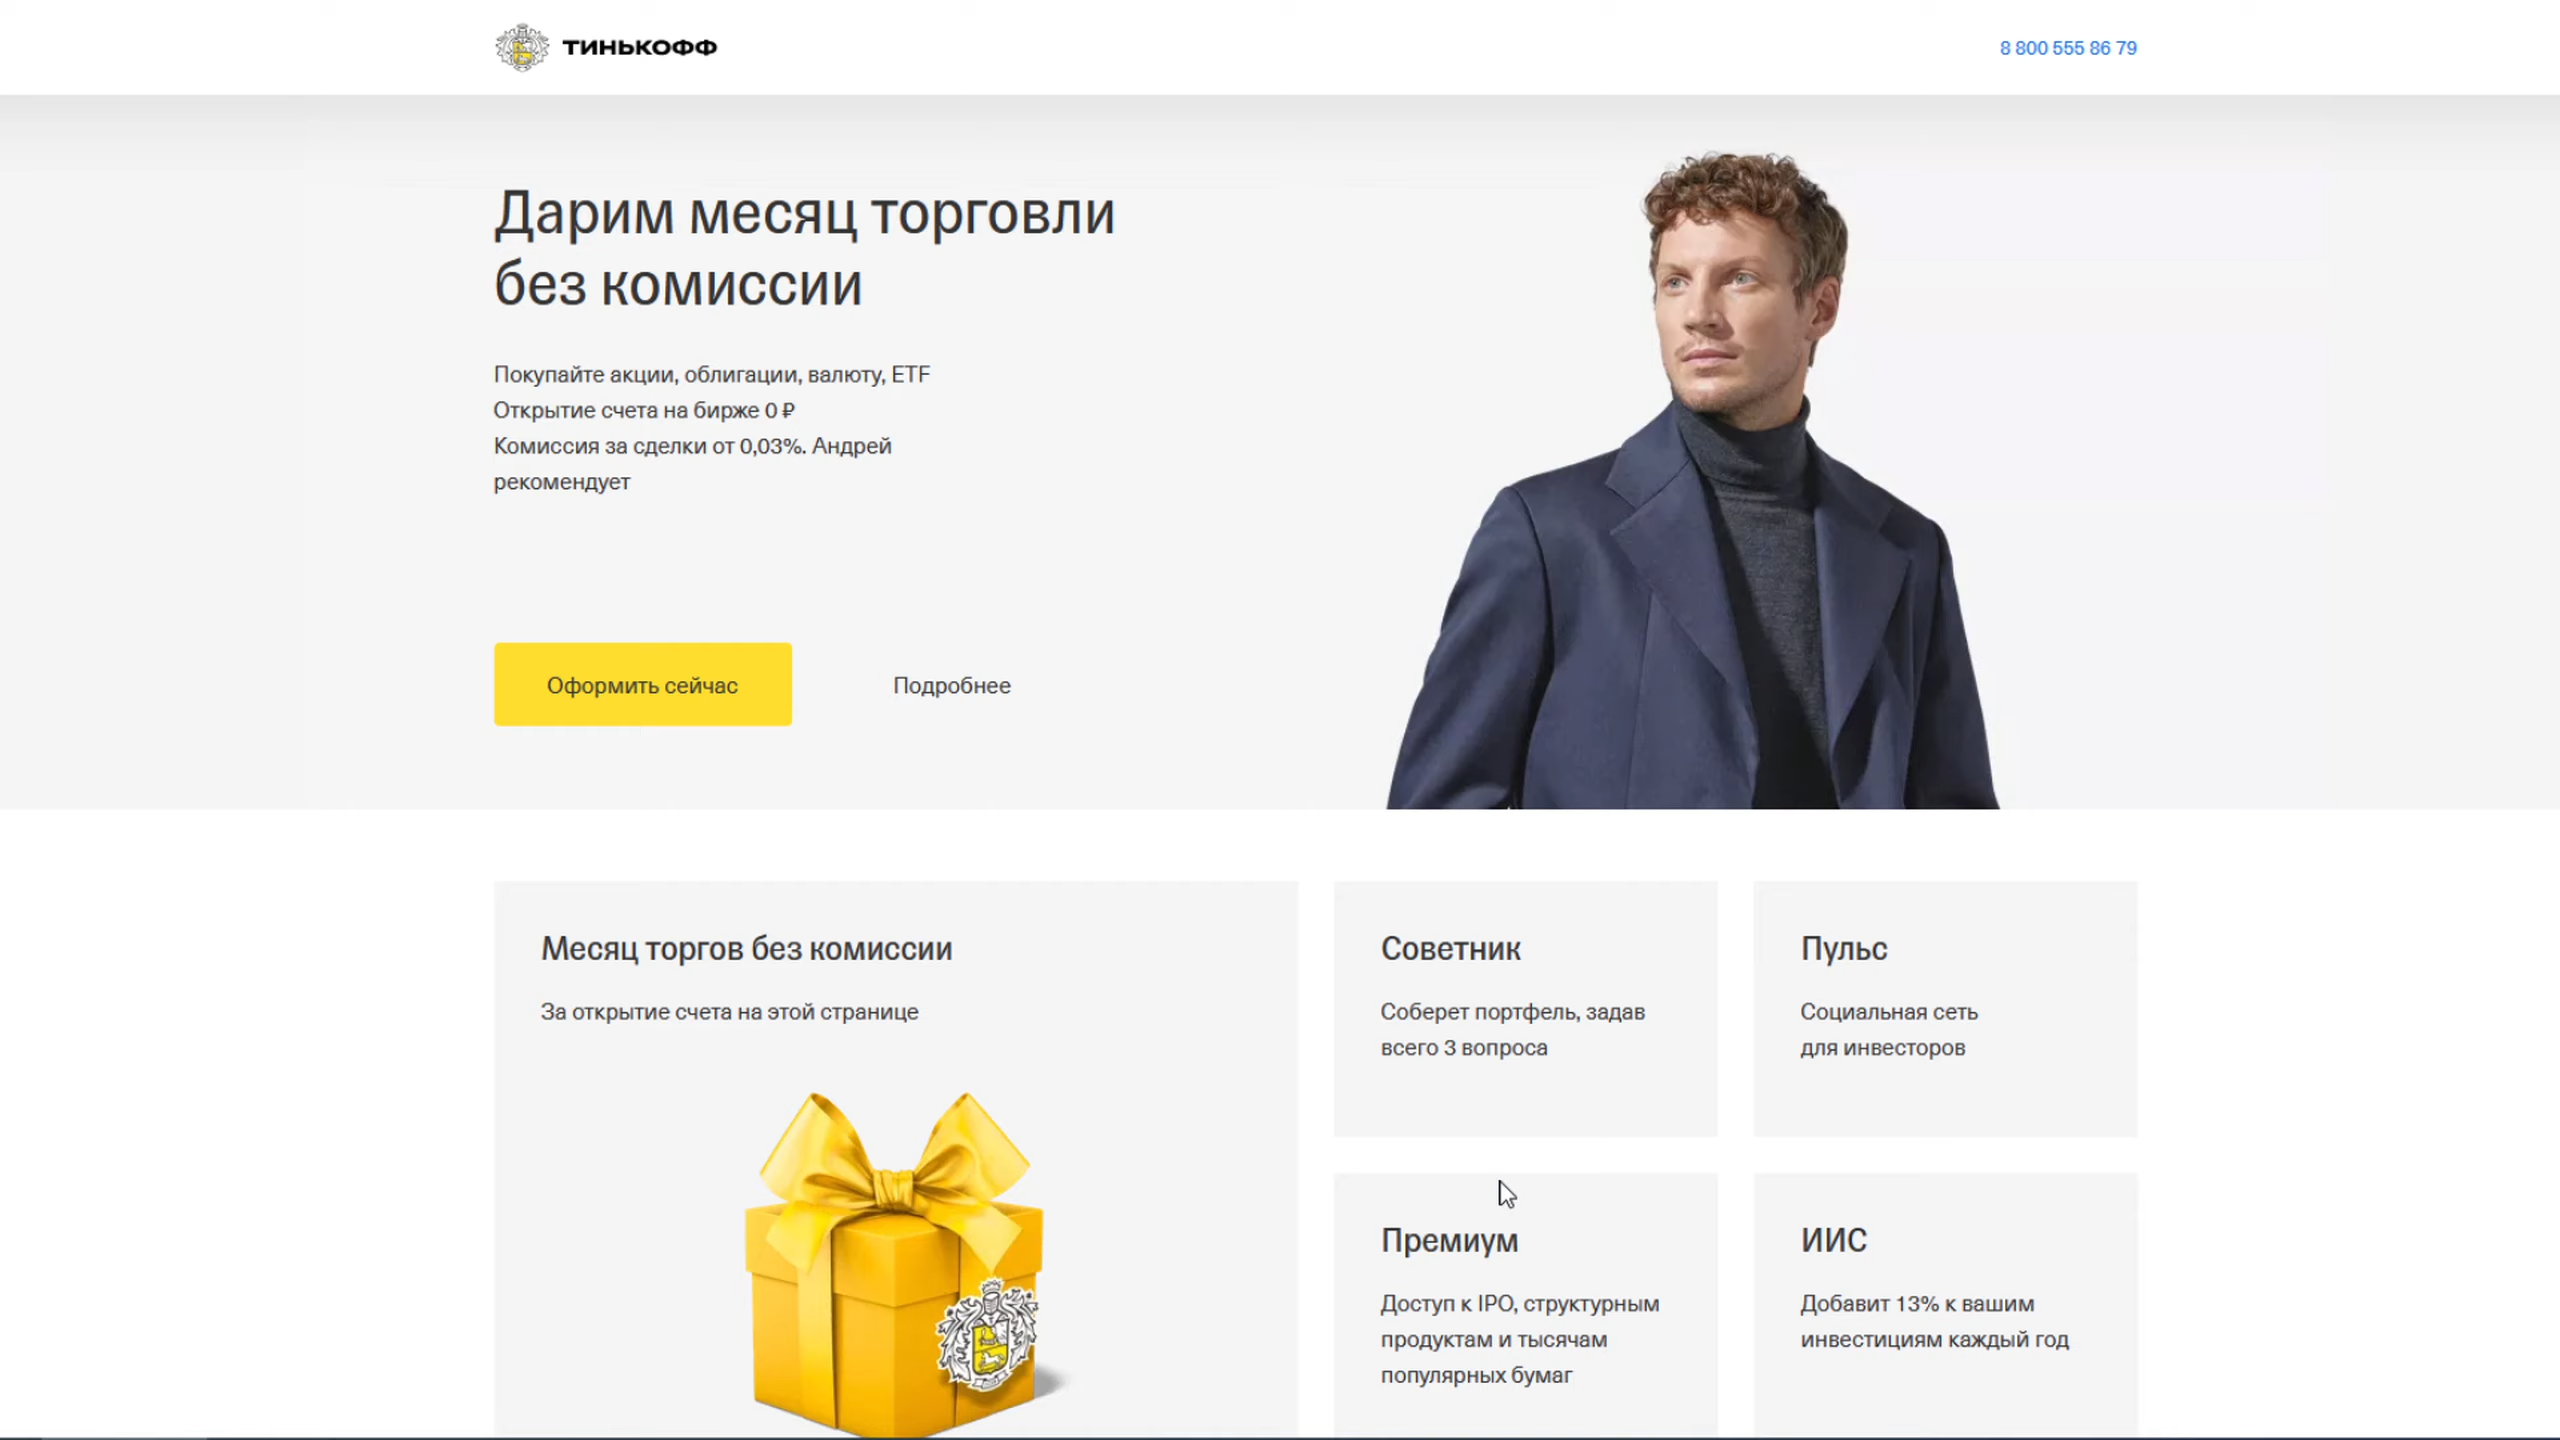 ТИНЬКОФФ
8 800 555 86 79
Дарим месяц торговли
без комиссии
Покупайте акции, облигации, валюту, ETF
Открытие счета на бирже 0 ₽
Комиссия за сделки от 0,03%. Андрей
рекомендует
Оформить сейчас
Подробнее
Месяц торгов без комиссии
За открытие счета на этой странице
Советник
Соберет портфель, задав
всего 3 вопроса
Пульс
Социальная сеть
для инвесторов
Премиум
Доступ к IPO, структурным
продуктам и тысячам
популярных бумаг
ИИС
Добавит 13% к вашим
инвестициям каждый год